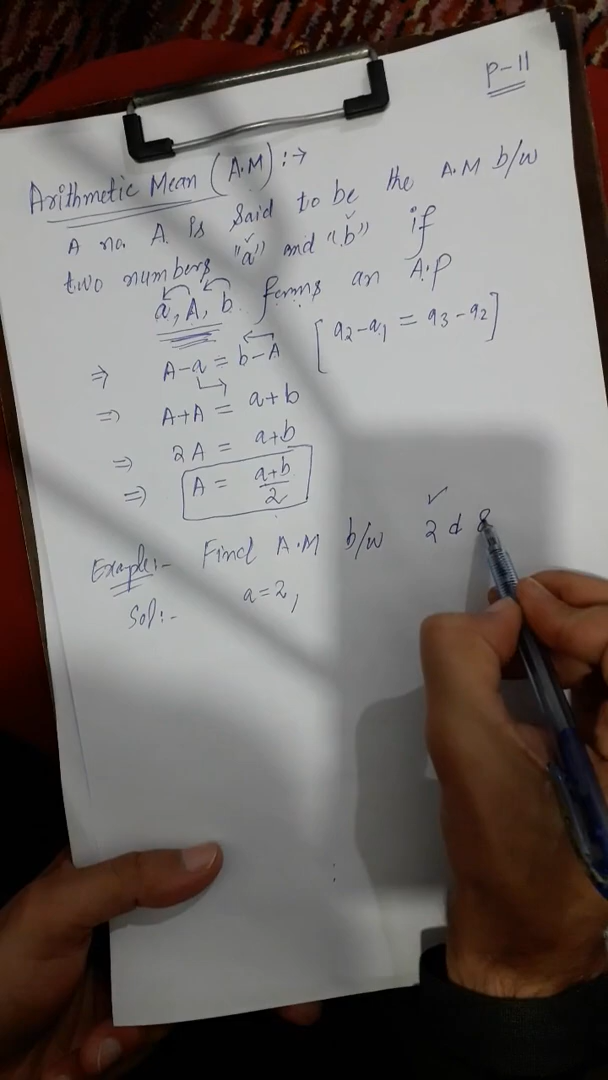 P-11
Arithmetic Mean (A.M) :→
A no. A is said to be the A.M b/w
two numbers "a" and "b" if
a, A, b forms an A.P
⇒ A-a = b-A [a2-a1 = a3-a2]
⇒ A+A = a+b
⇒ 2A = a+b
⇒ A = a+b/2
Example:- Find A.M b/w 2 & 8
Sol:- a=2,